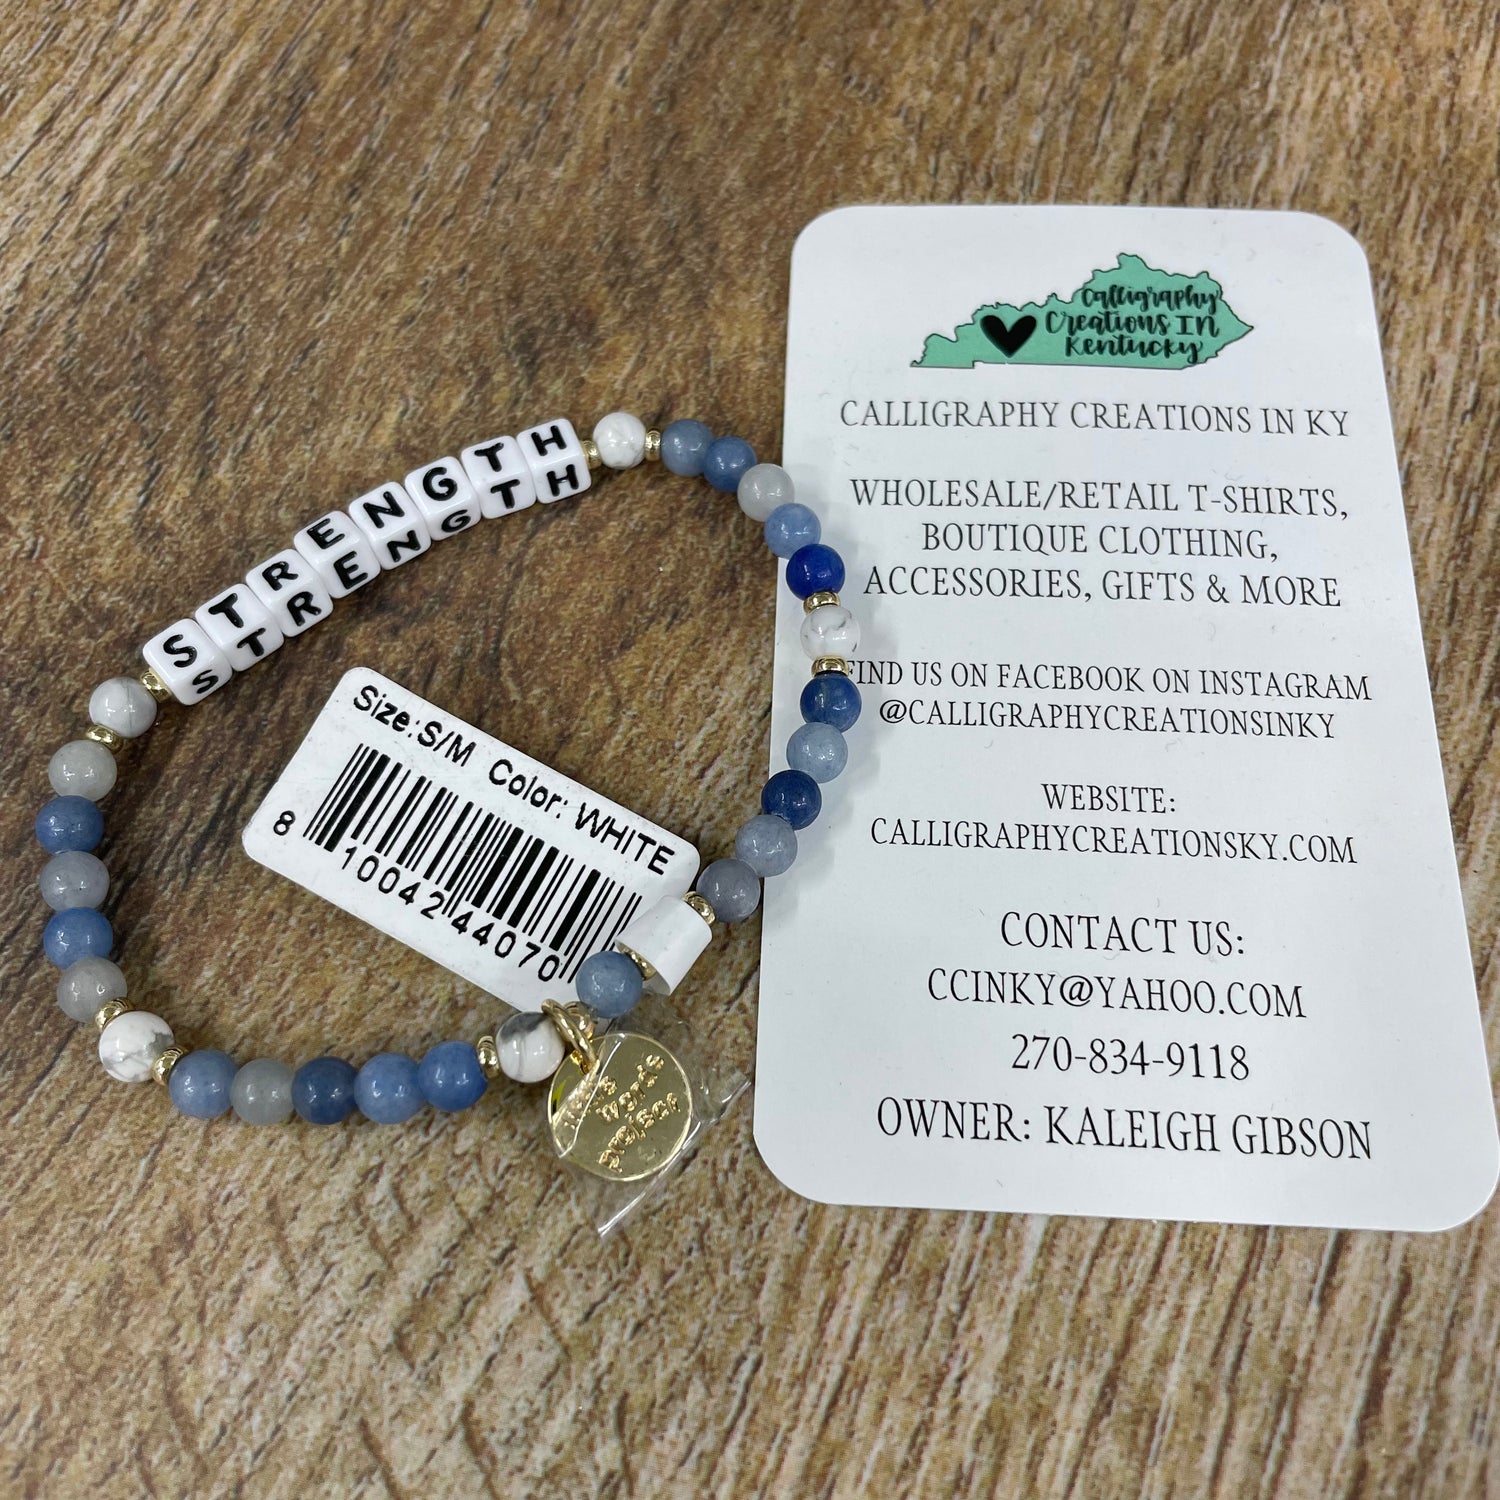 STRENGTH
STRENGTH
Size: S/M Color: WHITE
8 10042 44070
words
project
Calligraphy
Creations IN
Kentucky
CALLIGRAPHY CREATIONS IN KY
WHOLESALE/RETAIL T-SHIRTS,
BOUTIQUE CLOTHING,
ACCESSORIES, GIFTS & MORE
FIND US ON FACEBOOK ON INSTAGRAM
@CALLIGRAPHYCREATIONSINKY
WEBSITE:
CALLIGRAPHYCREATIONSKY.COM
CONTACT US:
CCINKY@YAHOO.COM
270-834-9118
OWNER: KALEIGH GIBSON